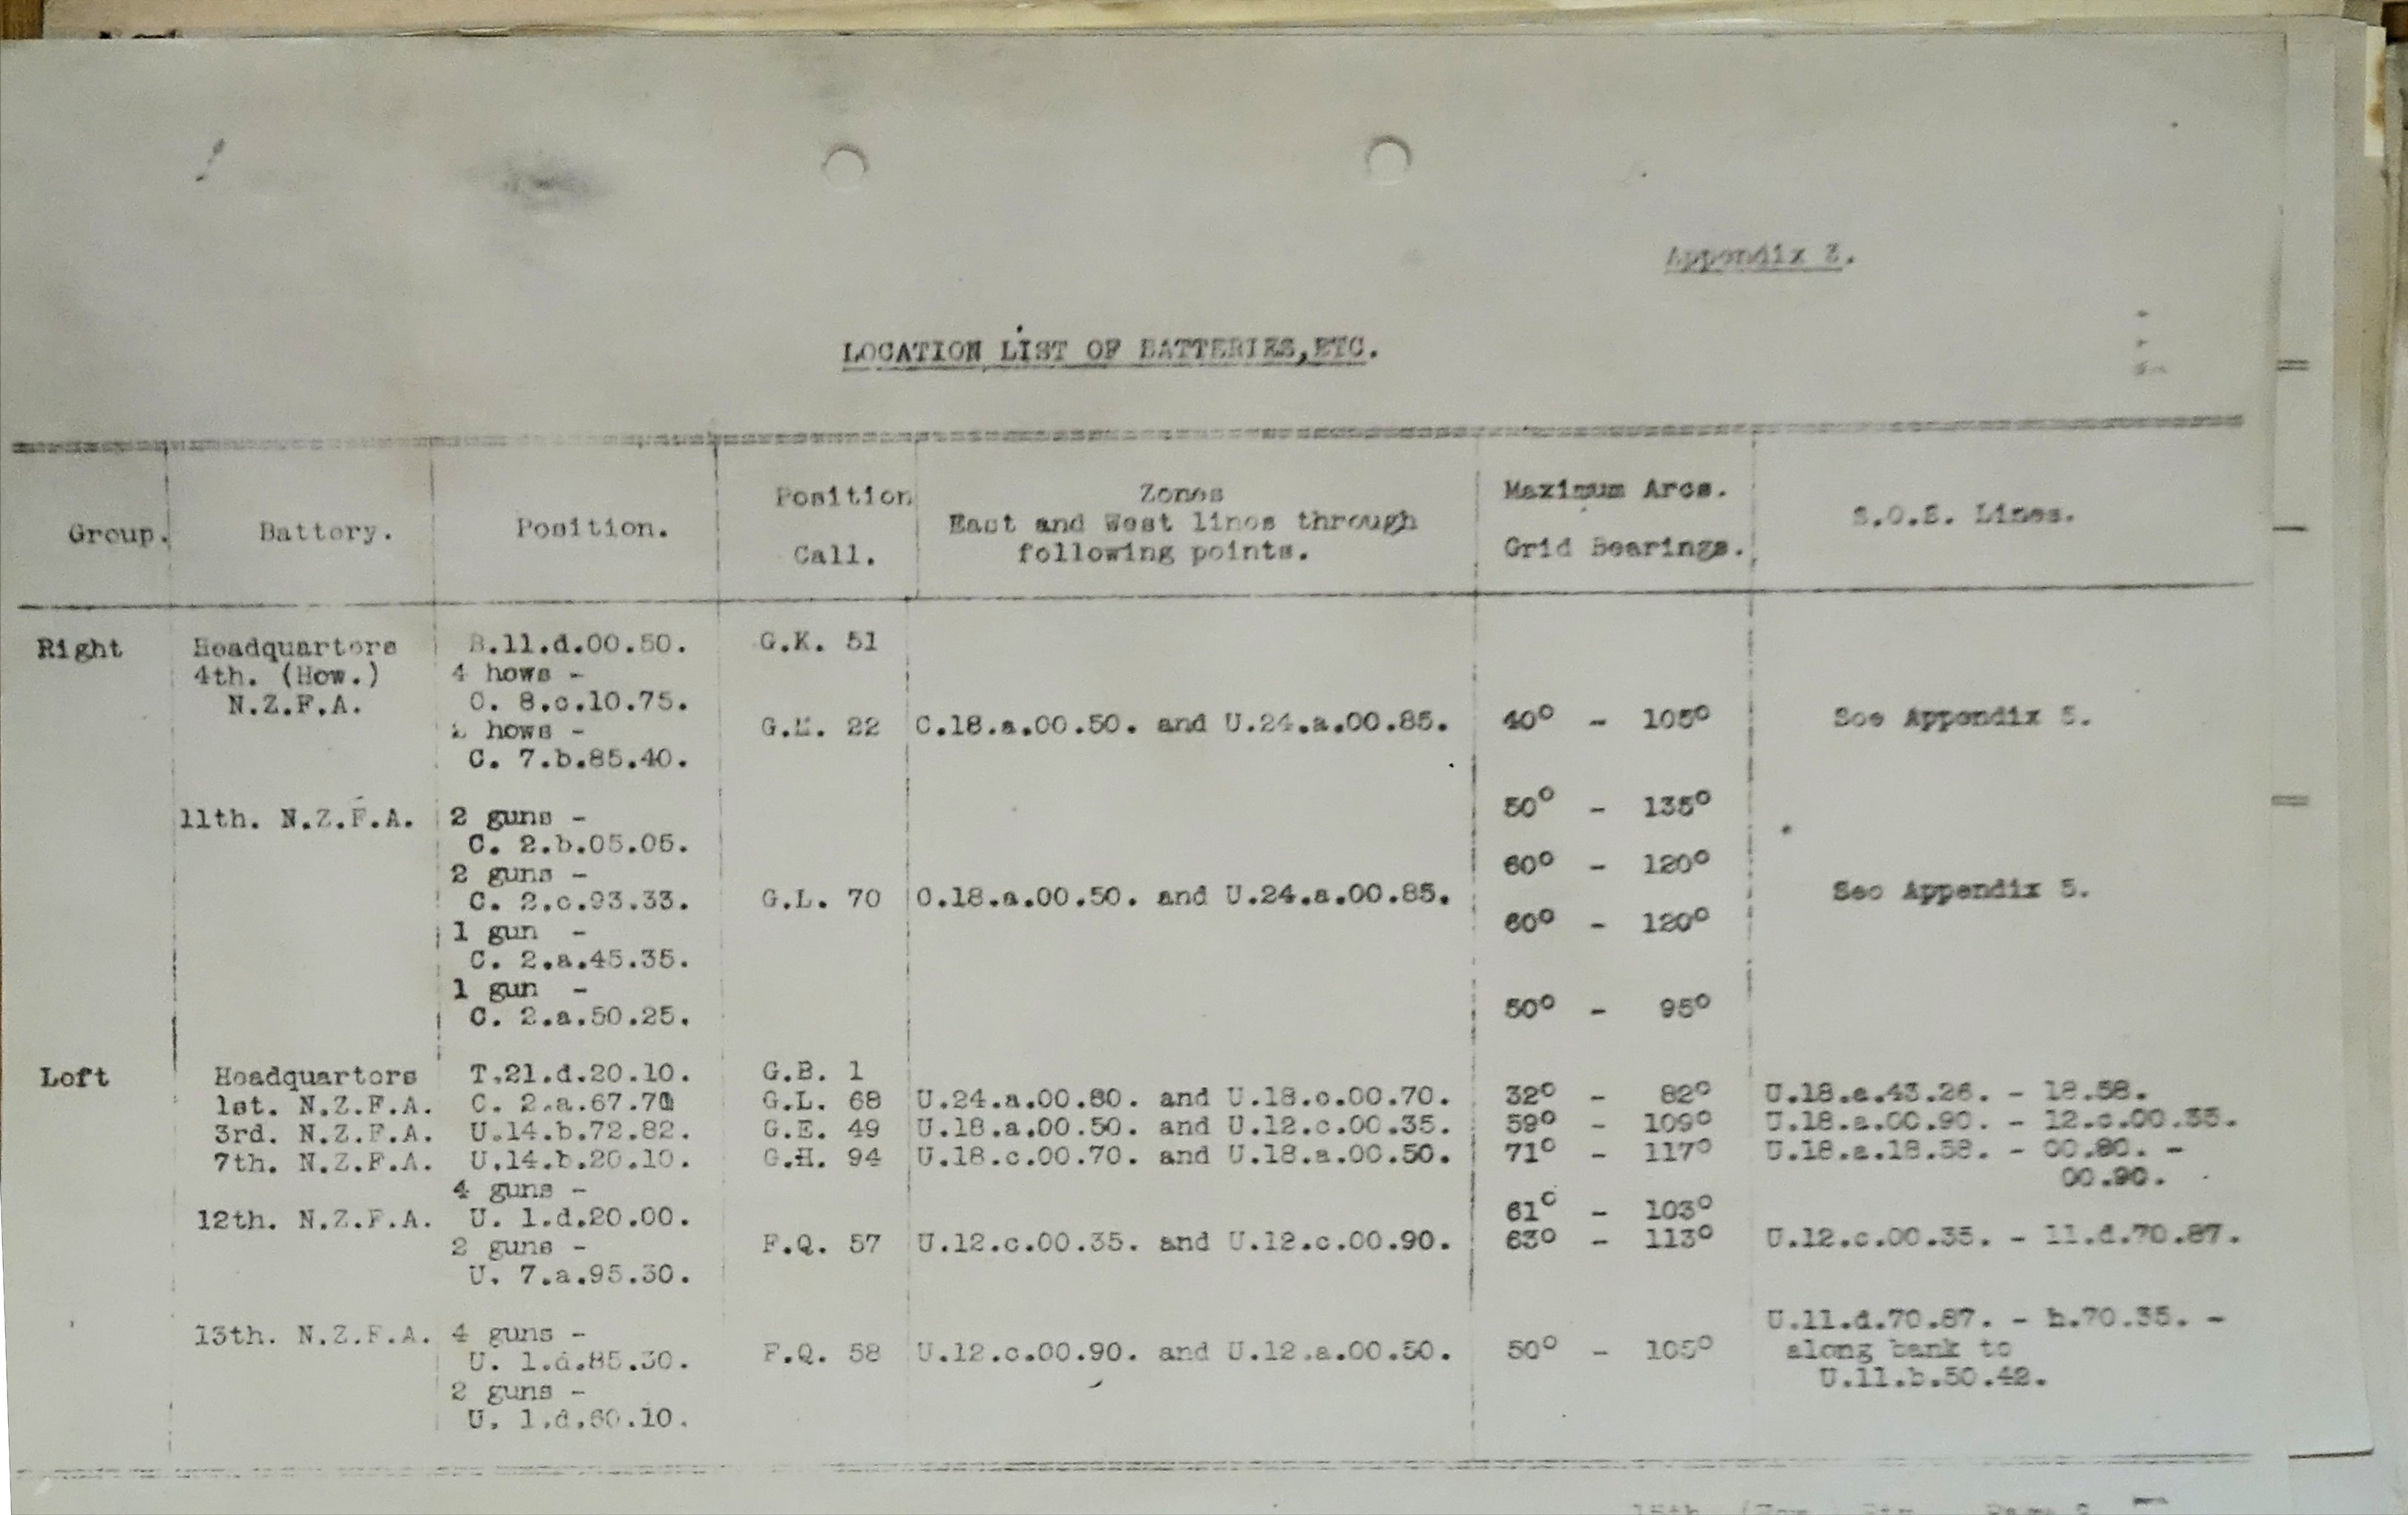 Appendix 3.
LOCATION LIST OF BATTERIES,ETC.
Group. Battery. Position. Position Call. Zones East and West lines through following points. Maximum Arcs. Grid Bearings. S.O.S. Lines.
Right Headquarters B.11.d.00.50. G.K. 51
4th. (How.) 4 hows -
N.Z.F.A. C. 8.c.10.75.
2 hows - G.M. 22 C.18.a.00.50. and U.24.a.00.85. 40° - 105° See Appendix 5.
C. 7.b.85.40.
50° - 135°
11th. N.Z.F.A. 2 guns -
C. 2.b.05.05.
60° - 120°
2 guns -
C. 2.c.93.33. G.L. 70 C.18.a.00.50. and U.24.a.00.85. See Appendix 5.
1 gun - 60° - 120°
C. 2.a.45.35.
1 gun -
C. 2.a.50.25. 50° - 95°
Left Headquarters T.21.d.20.10. G.B. 1
1st. N.Z.F.A. C. 2.a.67.70 G.L. 68 U.24.a.00.80. and U.18.c.00.70. 32° - 82° U.18.a.43.26. - 18.58.
3rd. N.Z.F.A. U.14.b.72.82. G.E. 49 U.18.a.00.50. and U.12.c.00.35. 59° - 109° U.18.a.00.90. - 12.c.00.35.
7th. N.Z.F.A. U.14.b.20.10. G.H. 94 U.18.c.00.70. and U.18.a.00.50. 71° - 117° U.18.a.18.58. - 00.80. -
00.90.
4 guns -
12th. N.Z.F.A. U. 1.d.20.00. 61° - 103°
2 guns - F.Q. 57 U.12.c.00.35. and U.12.c.00.90. 63° - 113° U.12.c.00.35. - 11.d.70.87.
U. 7.a.95.30.
U.11.d.70.87. - b.70.35. -
13th. N.Z.F.A. 4 guns -
U. 1.d.85.30. F.Q. 58 U.12.c.00.90. and U.12.a.00.50. 50° - 105° along bank to
2 guns - U.11.b.50.42.
U. 1.d.60.10.